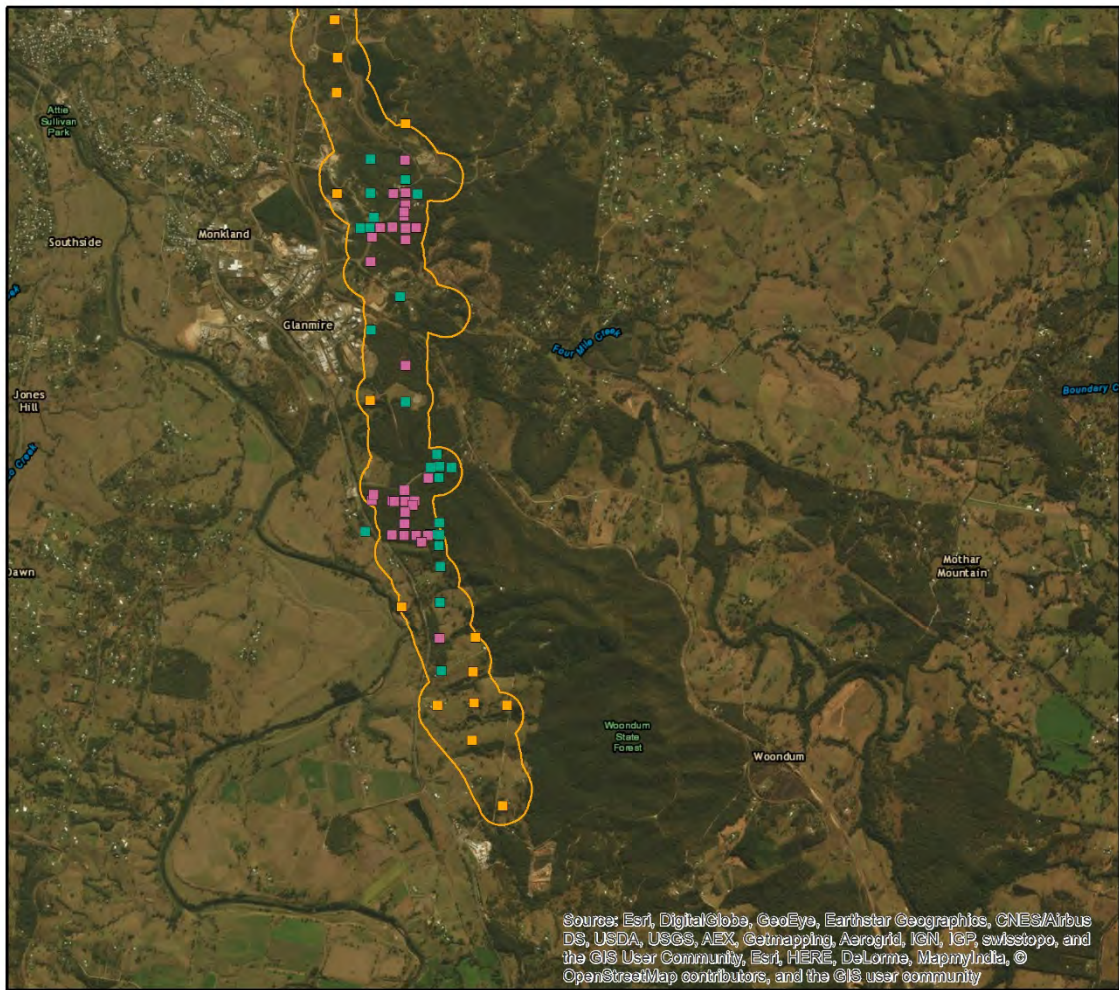 Attie
Sullivan
Park
Southside
Monkland
Glanmire
Four Mile Creek
Jones
Hill
Boundary C
Creek
Dawn
Mothar
Mountain
Woondum
State
Forest
Woondum
Source: Esri, DigitalGlobe, GeoEye, Earthstar Geographics, CNES/Airbus
DS, USDA, USGS, AEX, Getmapping, Aerogrid, IGN, IGP, swisstopo, and
the GIS User Community, Esri, HERE, DeLorme, MapmyIndia, ©
OpenStreetMap contributors, and the GIS user community